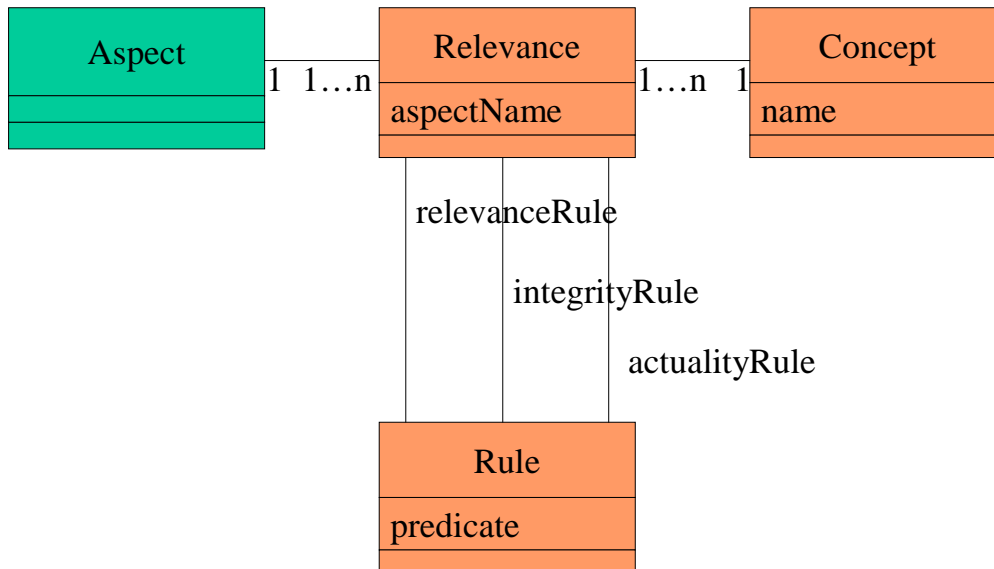 Aspect
Relevance
Concept
1 1…n
1…n 1
aspectName
name
relevanceRule
integrityRule
actualityRule
Rule
predicate